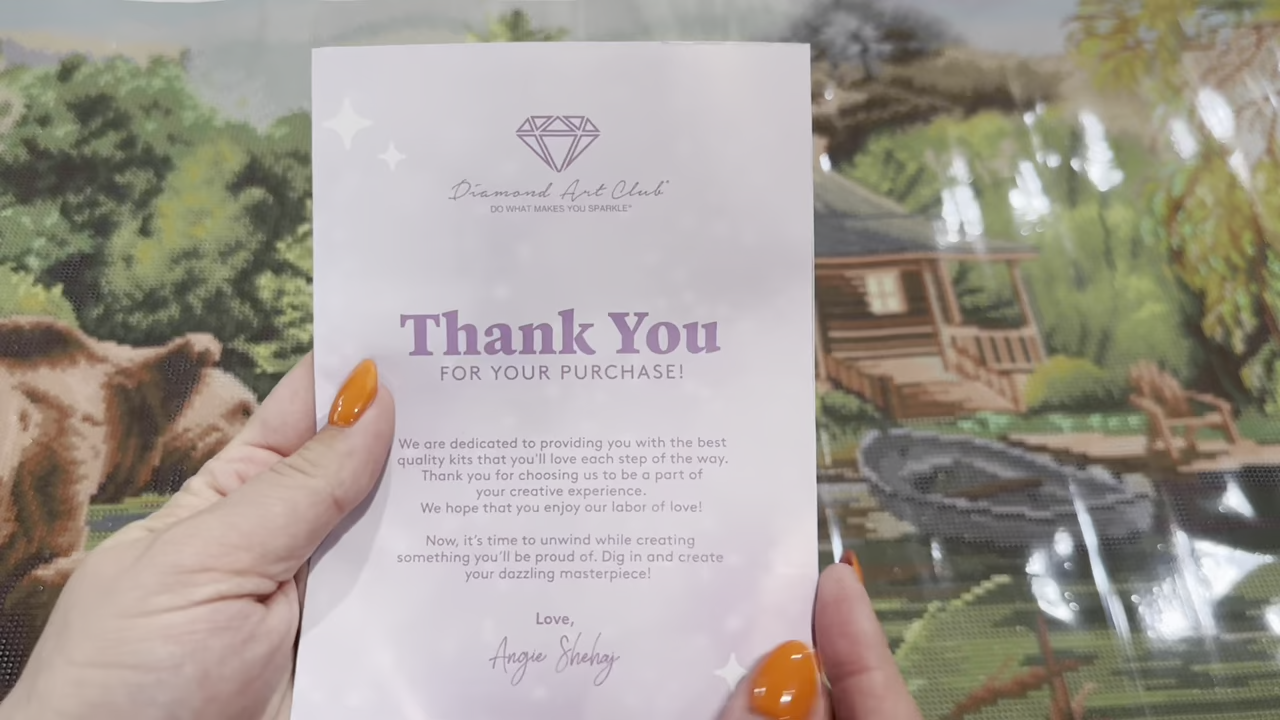 Diamond Art Club®
DO WHAT MAKES YOU SPARKLE™
Thank You
FOR YOUR PURCHASE!
We are dedicated to providing you with the best
quality kits that you'll love each step of the way.
Thank you for choosing us to be a part of
your creative experience.
We hope that you enjoy our labor of love!
Now, it's time to unwind while creating
something you'll be proud of. Dig in and create
your dazzling masterpiece!
Love,
Angie Shehaj